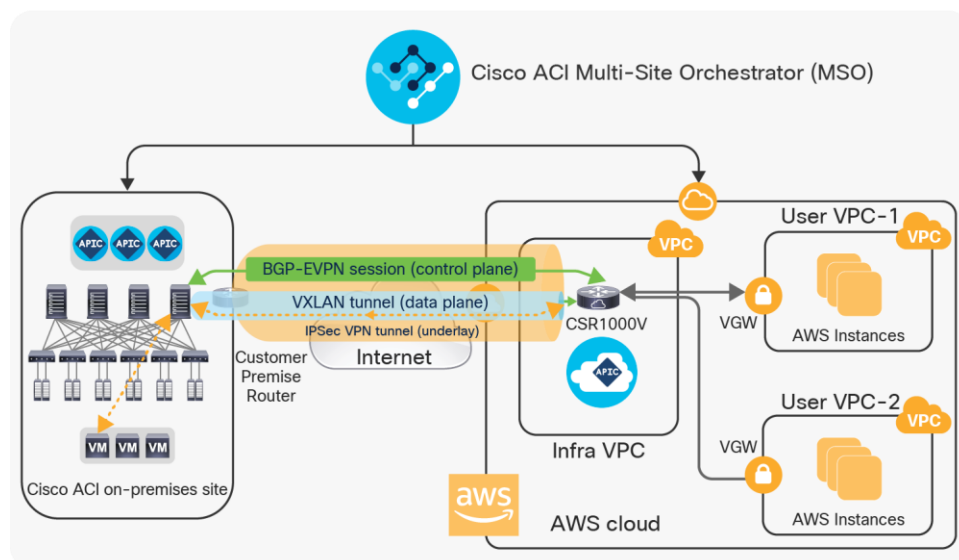 Cisco ACI Multi-Site Orchestrator (MSO)
APIC
APIC
APIC
BGP-EVPN session (control plane)
VXLAN tunnel (data plane)
IPSec VPN tunnel (underlay)
Internet
Customer
Premise
Router
VM
VM
VM
Cisco ACI on-premises site
VPC
CSR1000V
APIC
Infra VPC
User VPC-1
VPC
VGW
AWS Instances
User VPC-2
VPC
VGW
AWS Instances
aws
AWS cloud